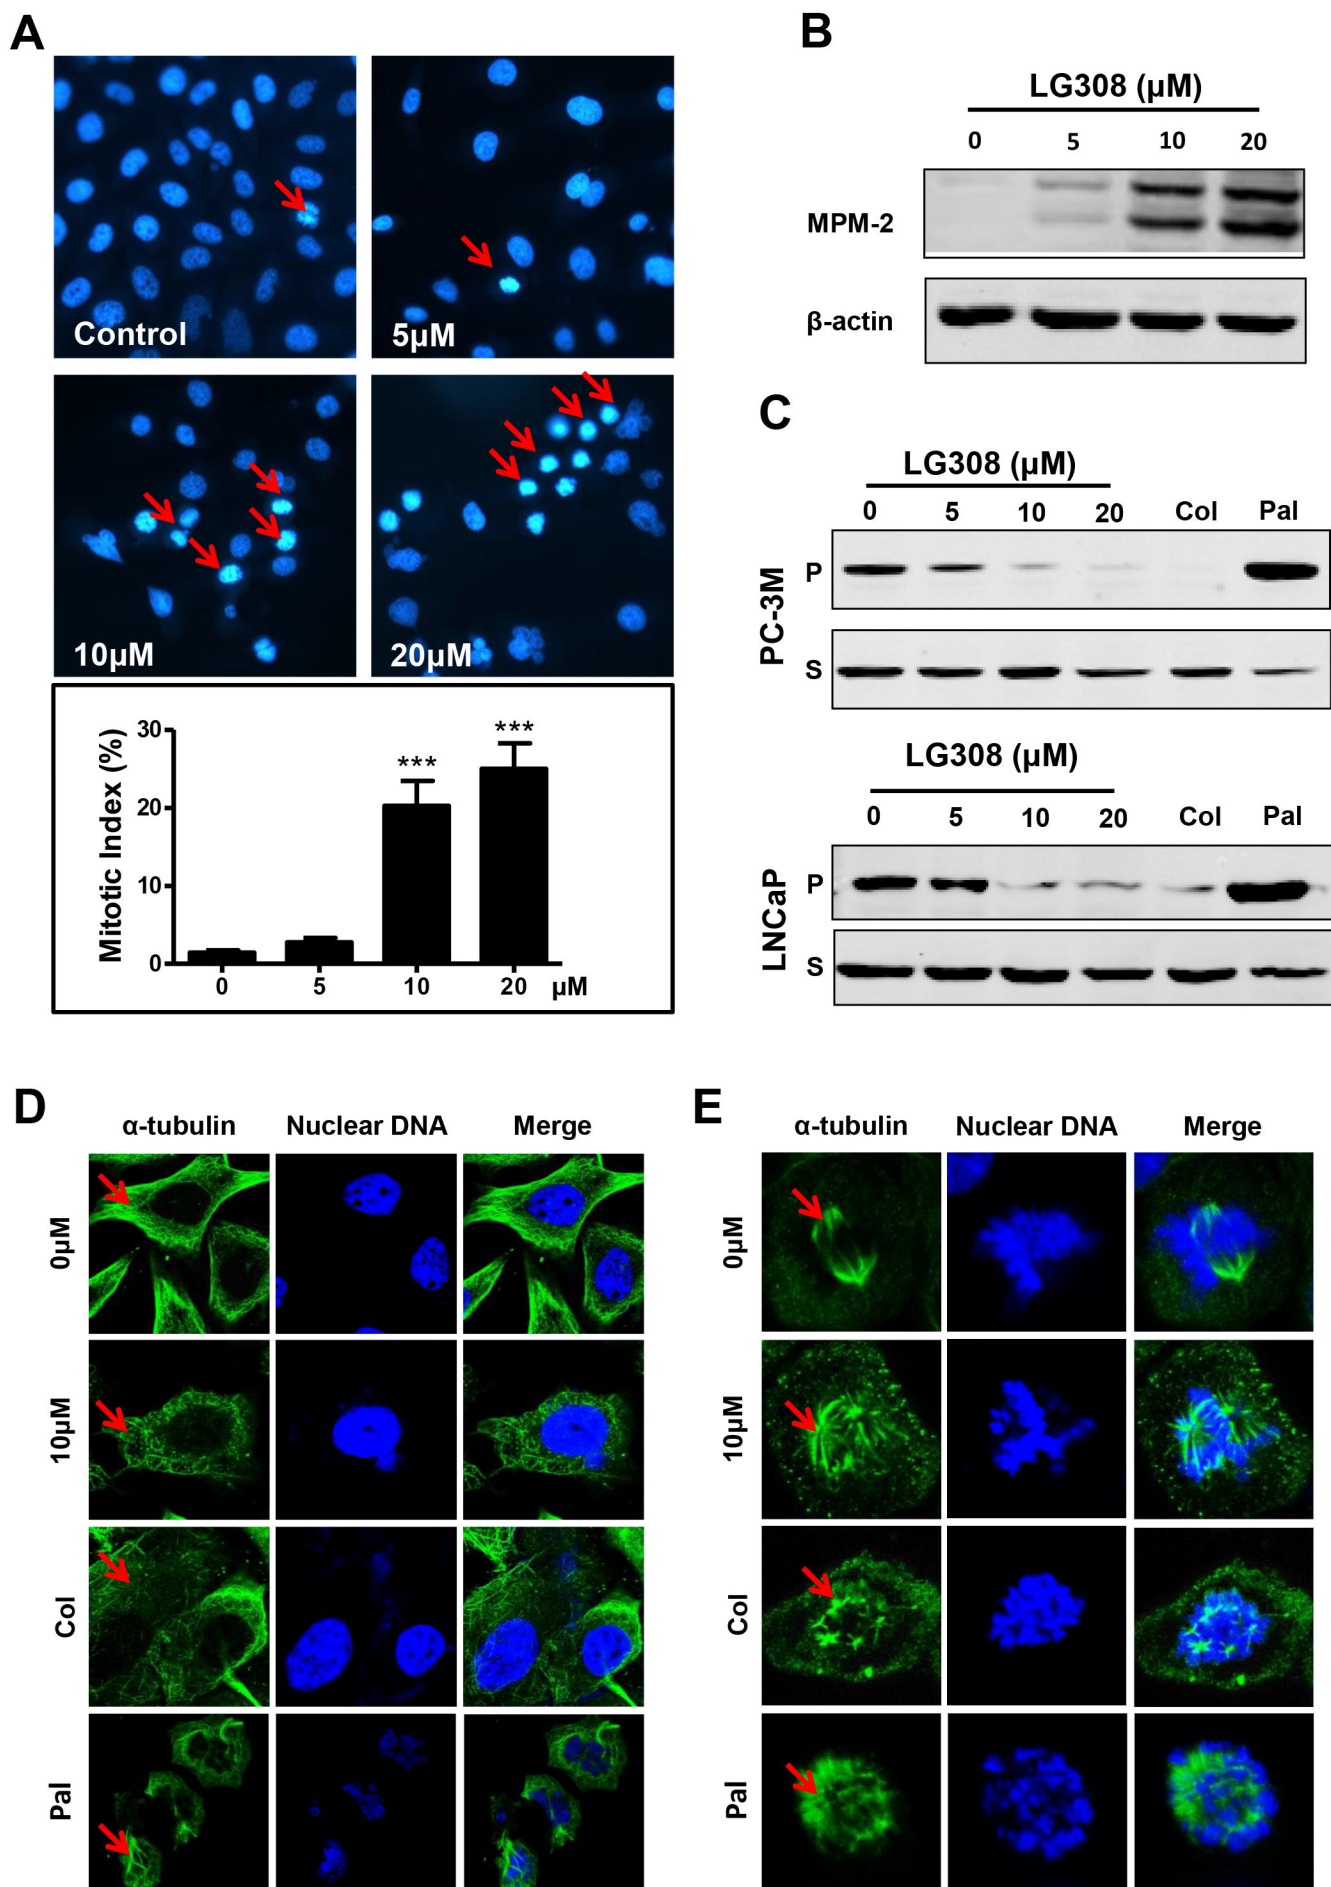 A
Control
5µM
10µM
20µM
Mitotic Index (%)
30
20
10
0
*** ***
0 5 10 20 µM
B
LG308 (µM)
0 5 10 20
MPM-2
β-actin
C
LG308 (µM)
0 5 10 20 Col Pal
PC-3M
P
S
LG308 (µM)
0 5 10 20 Col Pal
LNCaP
P
S
D
α-tubulin Nuclear DNA Merge
0µM
10µM
Col
Pal
E
α-tubulin Nuclear DNA Merge
0µM
10µM
Col
Pal